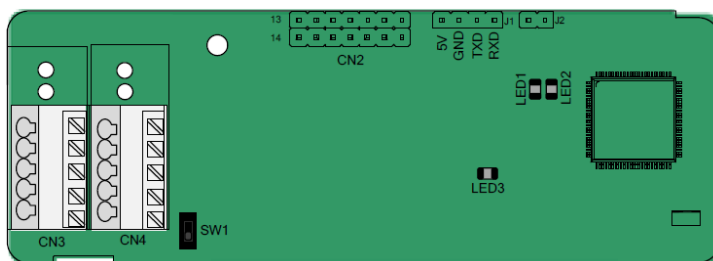 13
14
CN2
5V
GND
TXD
RXD
J1
J2
LED1
LED2
LED3
CN3
CN4
SW1